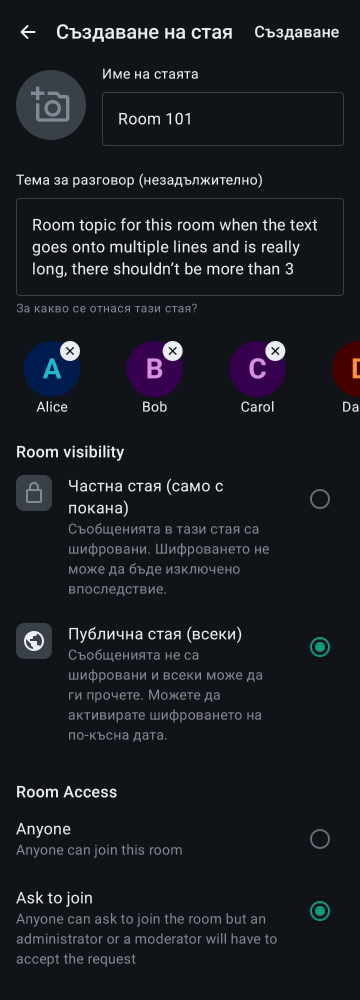 Създаване на стая
Създаване
Име на стаята
Room 101
Тема за разговор (незадължително)
Room topic for this room when the text
goes onto multiple lines and is really
long, there shouldn't be more than 3
За какво се отнася тази стая?
A
B
C
Alice
Bob
Carol
Room visibility
Частна стая (само с
покана)
Съобщенията в тази стая са
шифровани. Шифроването не
може да бъде изключено
впоследствие.
Публична стая (всеки)
Съобщенията не са
шифровани и всеки може да
ги прочете. Можете да
активирате шифроването на
по-късна дата.
Room Access
Anyone
Anyone can join this room
Ask to join
Anyone can ask to join the room but an
administrator or a moderator will have to
accept the request